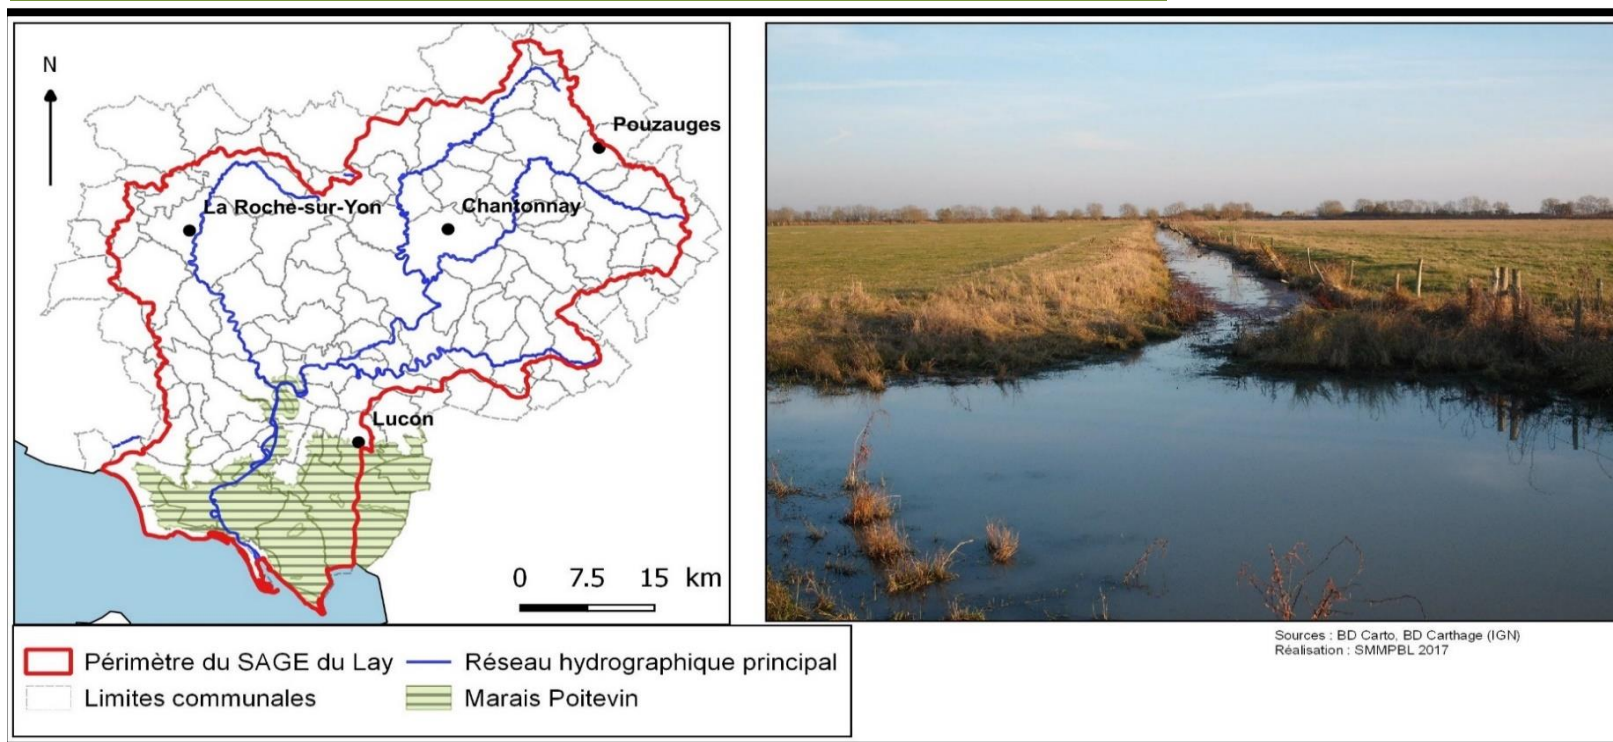 N
Pouzauges
La Roche-sur-Yon
Chantonnay
Lucon
0 7.5 15 km
Périmètre du SAGE du Lay
Réseau hydrographique principal
Limites communales
Marais Poitevin
Sources : BD Carto, BD Carthage (IGN)
Réalisation : SMMPBL 2017